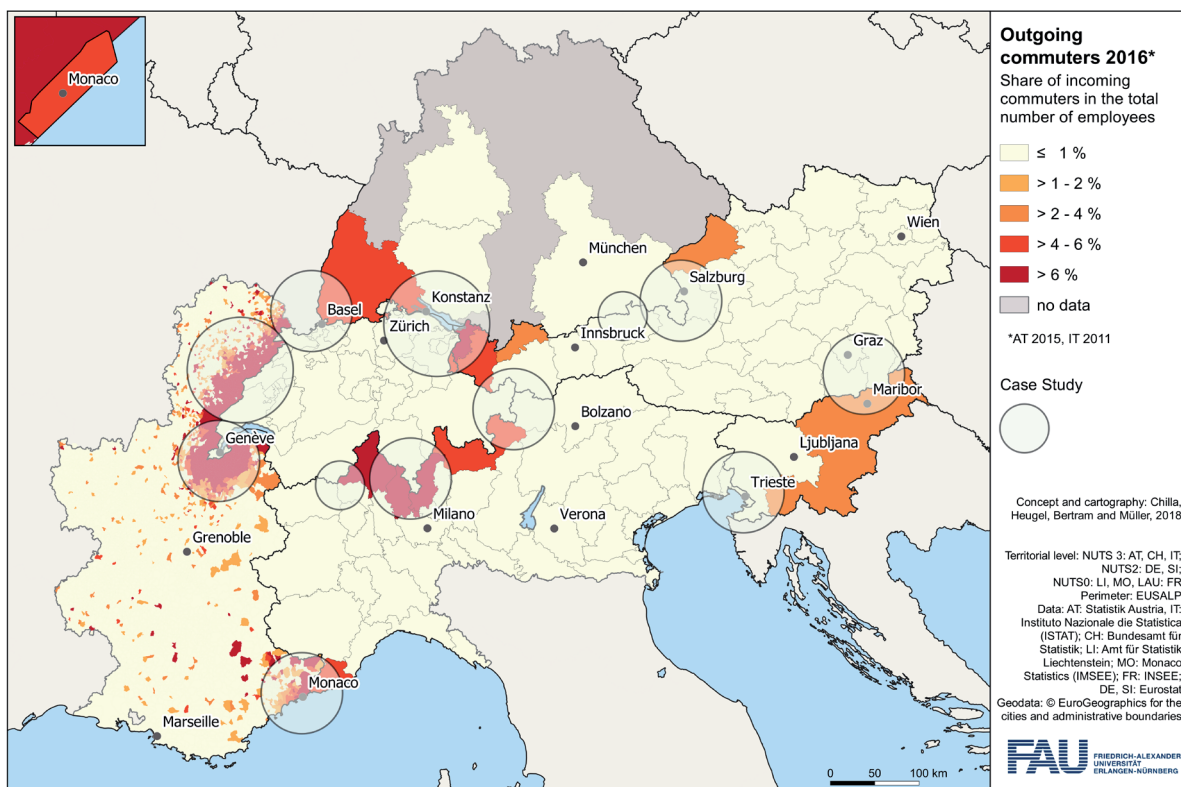 Monaco
Wien
München
Salzburg
Konstanz
Basel
Zürich
Innsbruck
Graz
Maribor
Bolzano
Genève
Ljubljana
Trieste
Milano
Verona
Grenoble
Monaco
Marseille
0 50 100 km
Outgoing
commuters 2016*
Share of incoming
commuters in the total
number of employees
≤ 1 %
> 1 - 2 %
> 2 - 4 %
> 4 - 6 %
> 6 %
no data
*AT 2015, IT 2011
Case Study
Concept and cartography: Chilla,
Heugel, Bertram and Müller, 2018
Territorial level: NUTS 3: AT, CH, IT;
NUTS2: DE, SI;
NUTS0: LI, MO, LAU: FR
Perimeter: EUSALP
Data: AT: Statistik Austria, IT:
Instituto Nazionale die Statistica
(ISTAT); CH: Bundesamt für
Statistik; LI: Amt für Statistik
Liechtenstein; MO: Monaco
Statistics (IMSEE); FR: INSEE;
DE, SI: Eurostat
Geodata: © EuroGeographics for the
cities and administrative boundaries
FAU
FRIEDRICH-ALEXANDER
UNIVERSITÄT
ERLANGEN-NÜRNBERG